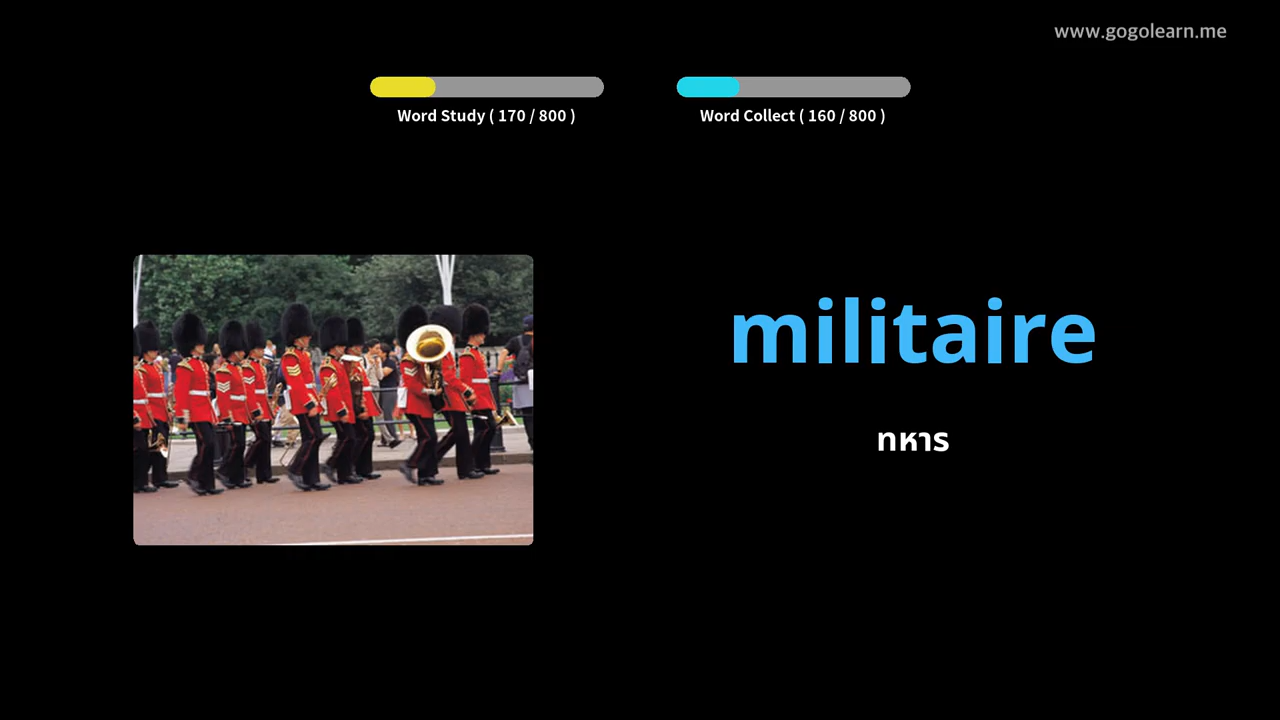 www.gogolearn.me
Word Study ( 170 / 800 )
Word Collect ( 160 / 800 )
militaire
ทหาร